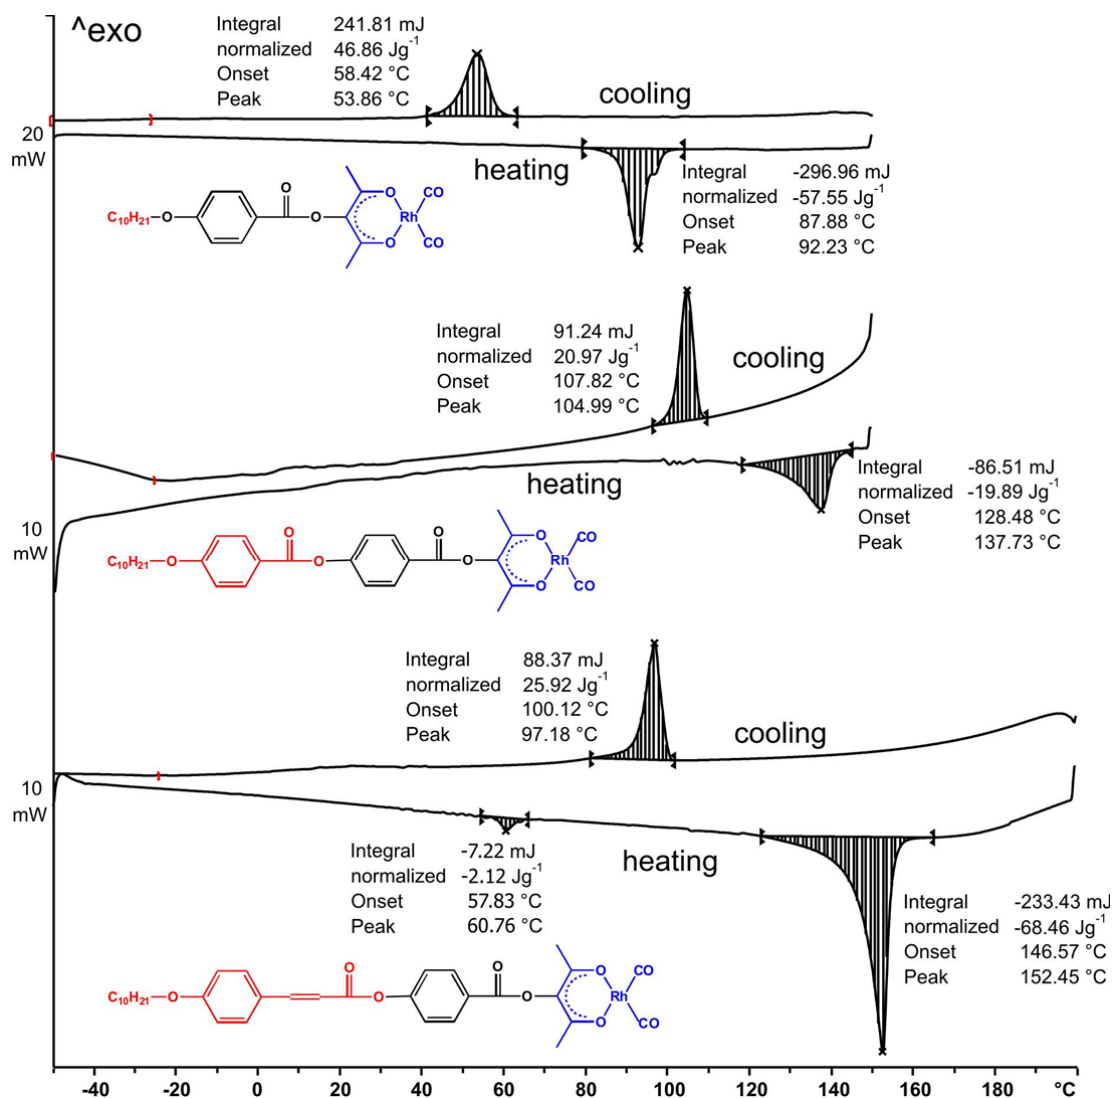 ^exo
Integral 241.81 mJ
normalized 46.86 Jg⁻¹
Onset 58.42 °C
Peak 53.86 °C
cooling
20
mW
heating
Integral -296.96 mJ
normalized -57.55 Jg⁻¹
Onset 87.88 °C
Peak 92.23 °C
C₁₀H₂₁ O O O O O Rh CO CO
Integral 91.24 mJ
normalized 20.97 Jg⁻¹
Onset 107.82 °C
Peak 104.99 °C
cooling
heating
Integral -86.51 mJ
normalized -19.89 Jg⁻¹
Onset 128.48 °C
Peak 137.73 °C
10
mW
C₁₀H₂₁ O O O O O O O Rh CO CO
Integral 88.37 mJ
normalized 25.92 Jg⁻¹
Onset 100.12 °C
Peak 97.18 °C
cooling
10
mW
heating
Integral -7.22 mJ
normalized -2.12 Jg⁻¹
Onset 57.83 °C
Peak 60.76 °C
Integral -233.43 mJ
normalized -68.46 Jg⁻¹
Onset 146.57 °C
Peak 152.45 °C
C₁₀H₂₁ O O O O O O O Rh CO CO
-40 -20 0 20 40 60 80 100 120 140 160 180 °C